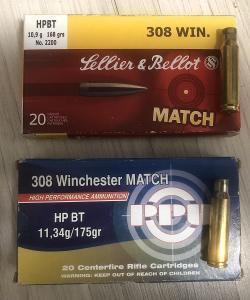 HPBT
10,9 g 168 grs
No. 2200
308 WIN.
Sellier & Bellot
20
MATCH
308 Winchester MATCH
HIGH PERFORMANCE AMMUNITION
HP BT
11,34g/175gr
PPU
20 Centerfire Rifle Cartridges
WARNING: KEEP OUT OF REACH OF CHILDREN